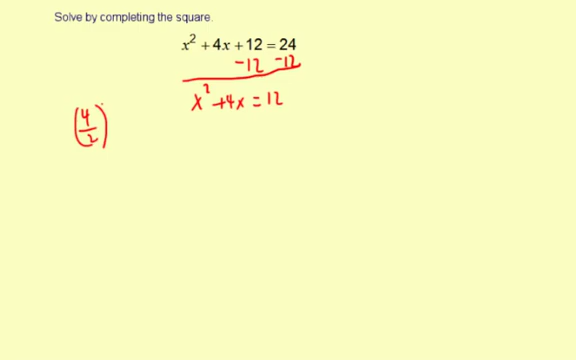 Solve by completing the square.
x² + 4x + 12 = 24
-12 -12
x² + 4x = 12
(4/2)